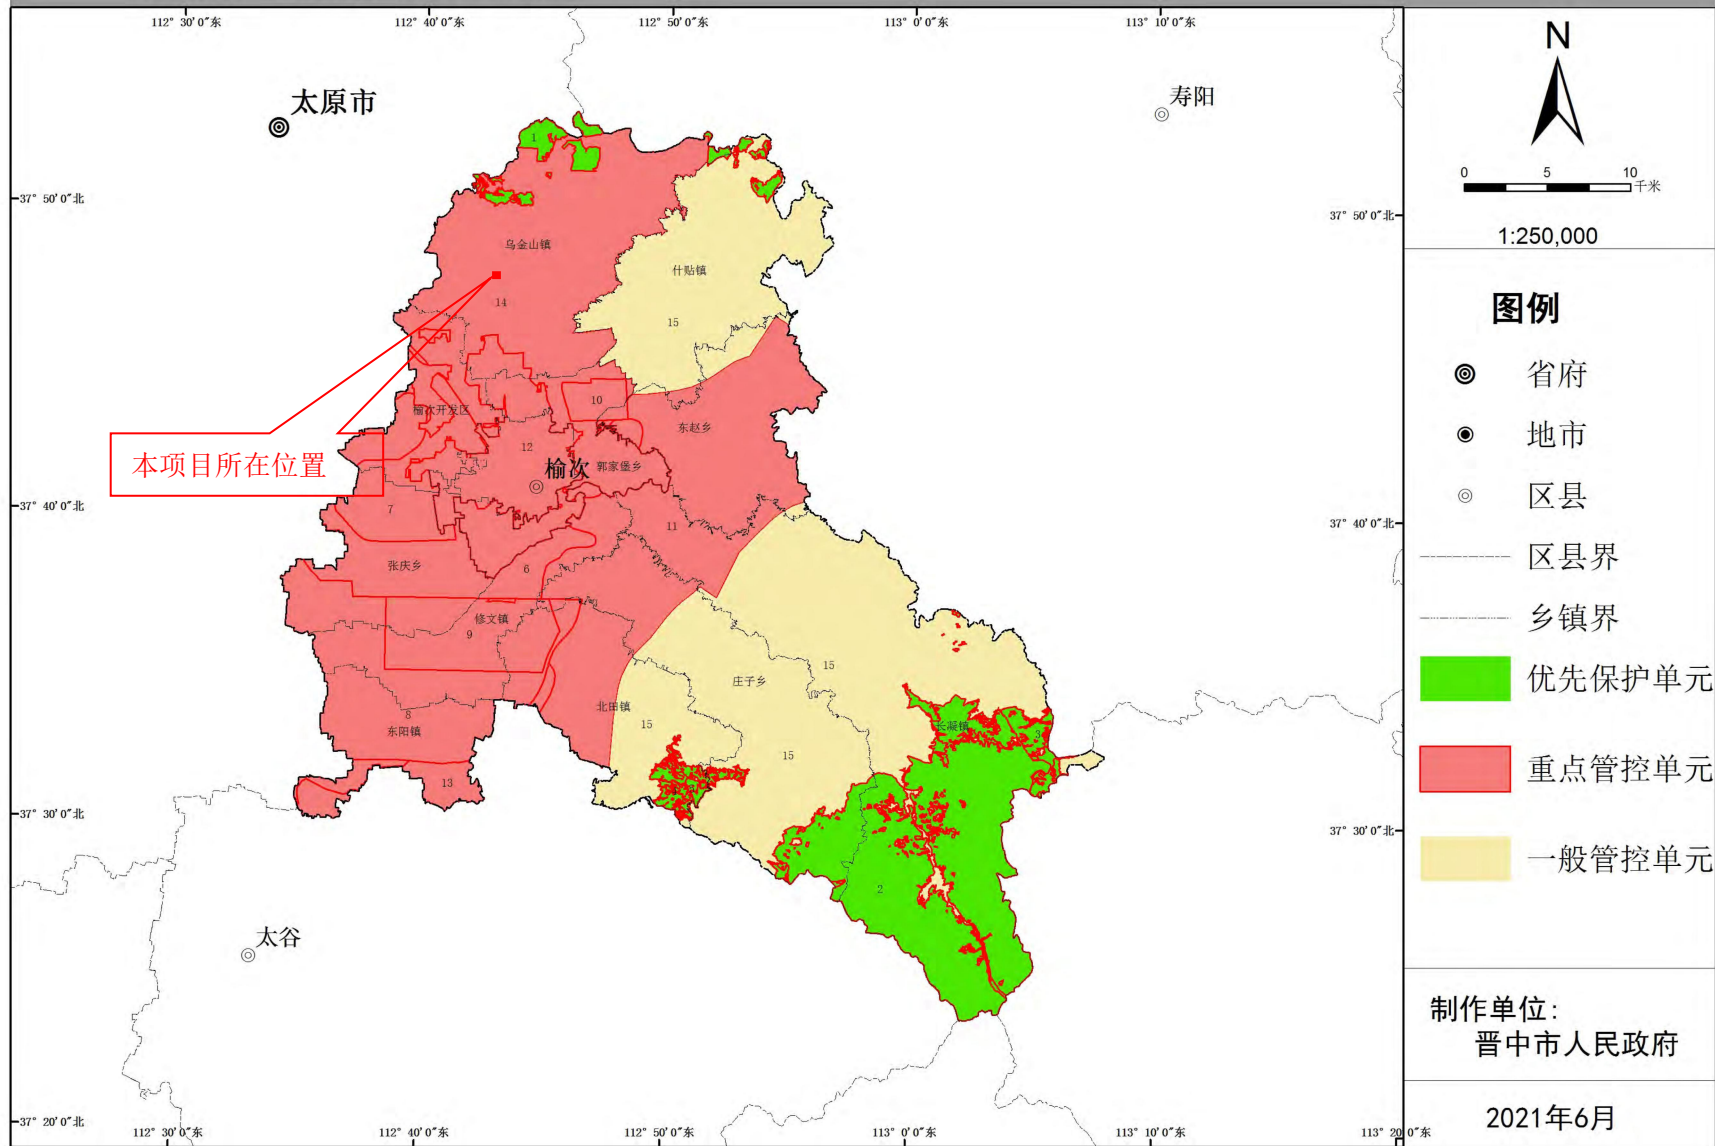 112° 30′0″东
112° 40′0″东
112° 50′0″东
113° 0′0″东
113° 10′0″东
太原市
寿阳
1
37° 50′0″北
37° 50′0″北
乌金山镇
什贴镇
14
15
10
榆次开发区
东赵乡
12
榆次
郭家堡乡
本项目所在位置
37° 40′0″北
7
11
37° 40′0″北
张庆乡
6
修文镇
9
15
庄子乡
北田镇
8
15
长凝镇
3
东阳镇
15
13
37° 30′0″北
37° 30′0″北
2
太谷
37° 20′0″北
112° 30′0″东
112° 40′0″东
112° 50′0″东
113° 0′0″东
113° 10′0″东
113° 20′0″东
N
0
5
10
千米
1:250,000
图例
省府
地市
区县
区县界
乡镇界
优先保护单元
重点管控单元
一般管控单元
制作单位：
晋中市人民政府
2021年6月